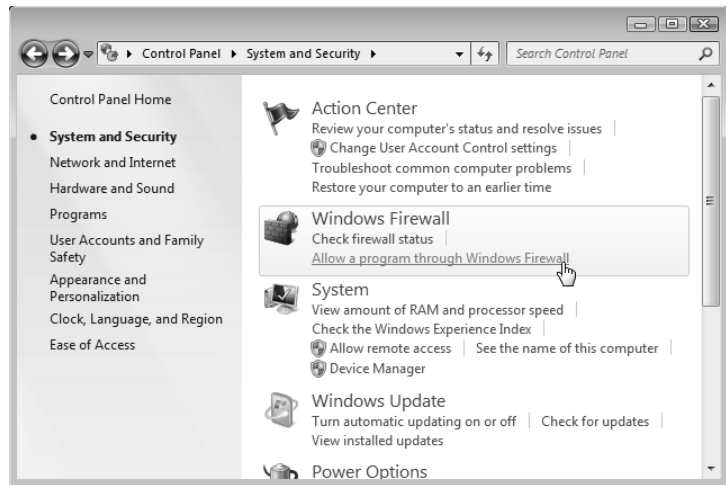 Control Panel ▸ System and Security ▸
Search Control Panel
Control Panel Home
• System and Security
Network and Internet
Hardware and Sound
Programs
User Accounts and Family
Safety
Appearance and
Personalization
Clock, Language, and Region
Ease of Access
Action Center
Review your computer's status and resolve issues
Change User Account Control settings
Troubleshoot common computer problems
Restore your computer to an earlier time
Windows Firewall
Check firewall status
Allow a program through Windows Firewall
System
View amount of RAM and processor speed
Check the Windows Experience Index
Allow remote access | See the name of this computer
Device Manager
Windows Update
Turn automatic updating on or off | Check for updates
View installed updates
Power Options